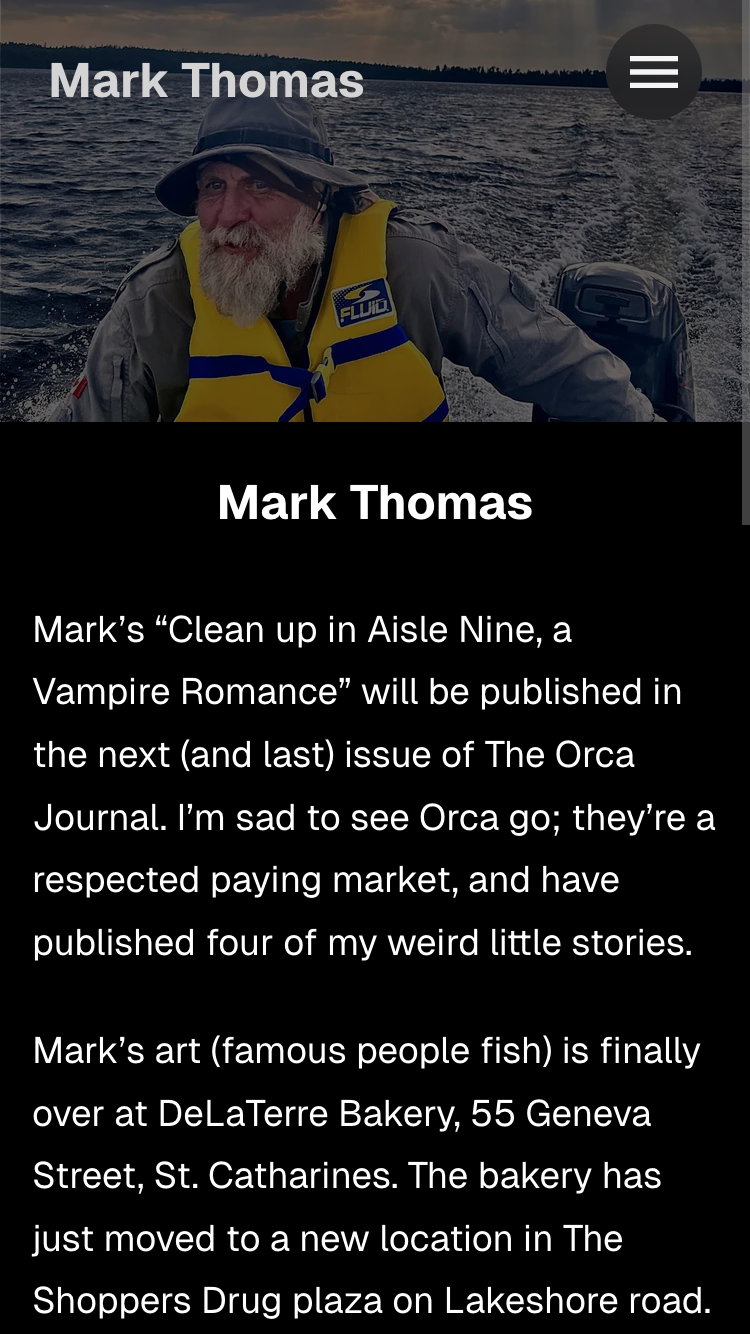 Mark Thomas
FLUID
Mark Thomas
Mark’s “Clean up in Aisle Nine, a
Vampire Romance” will be published in
the next (and last) issue of The Orca
Journal. I’m sad to see Orca go; they’re a
respected paying market, and have
published four of my weird little stories.
Mark’s art (famous people fish) is finally
over at DeLaTerre Bakery, 55 Geneva
Street, St. Catharines. The bakery has
just moved to a new location in The
Shoppers Drug plaza on Lakeshore road.